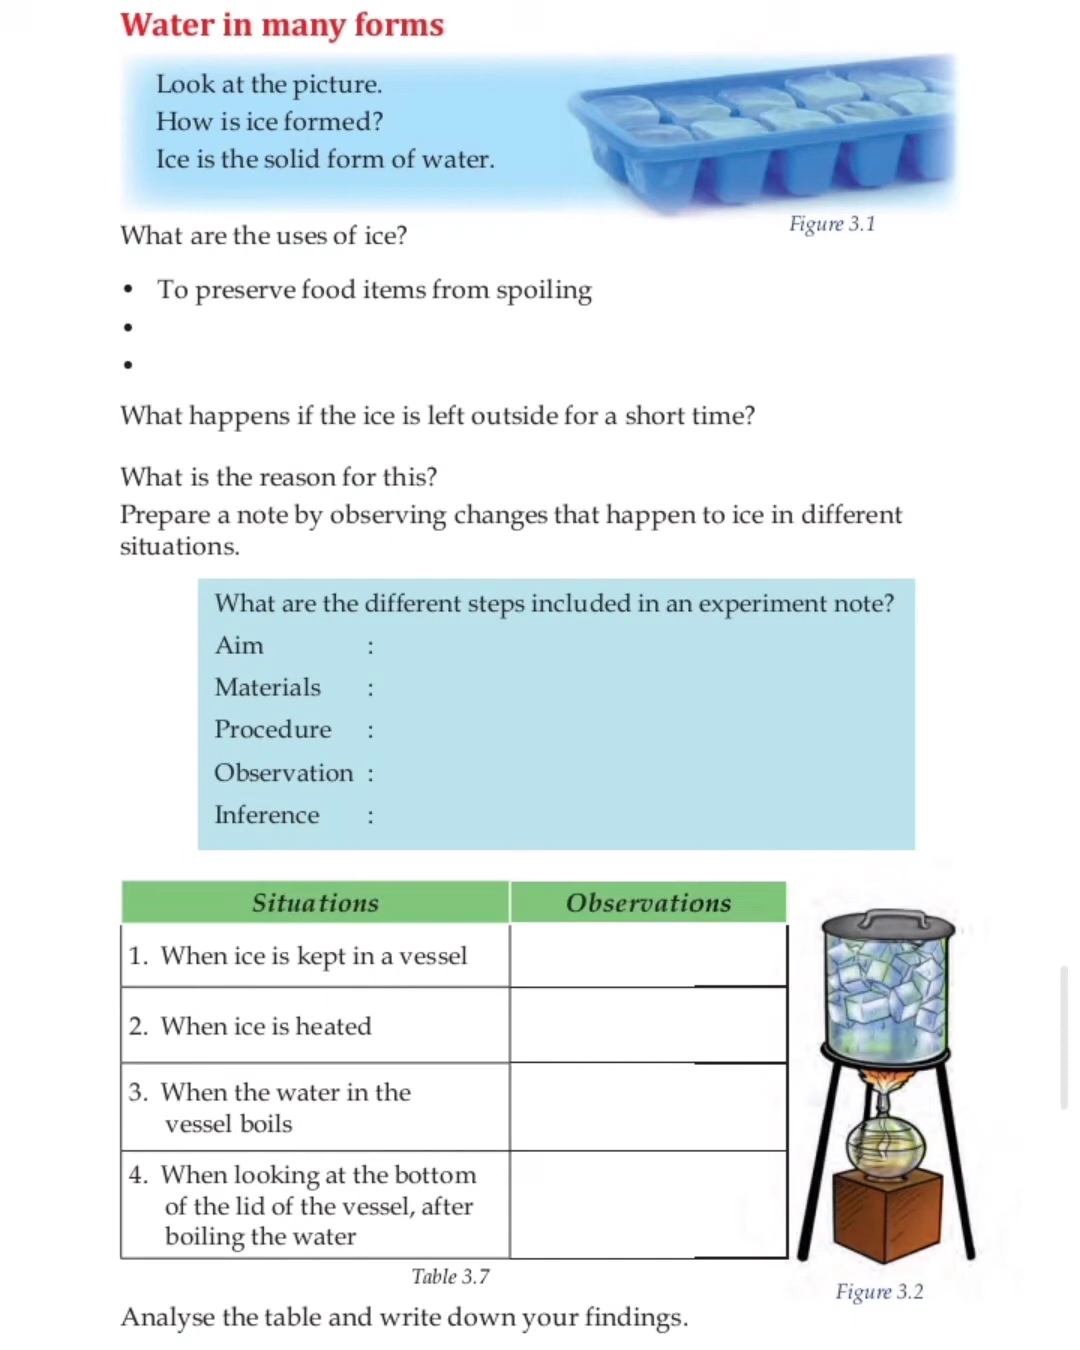 Water in many forms
Look at the picture.
How is ice formed?
Ice is the solid form of water.
Figure 3.1
What are the uses of ice?
• To preserve food items from spoiling
•
•
What happens if the ice is left outside for a short time?
What is the reason for this?
Prepare a note by observing changes that happen to ice in different
situations.
What are the different steps included in an experiment note?
Aim :
Materials :
Procedure :
Observation :
Inference :
Situations Observations
1. When ice is kept in a vessel
2. When ice is heated
3. When the water in the
vessel boils
4. When looking at the bottom
of the lid of the vessel, after
boiling the water
Table 3.7
Figure 3.2
Analyse the table and write down your findings.